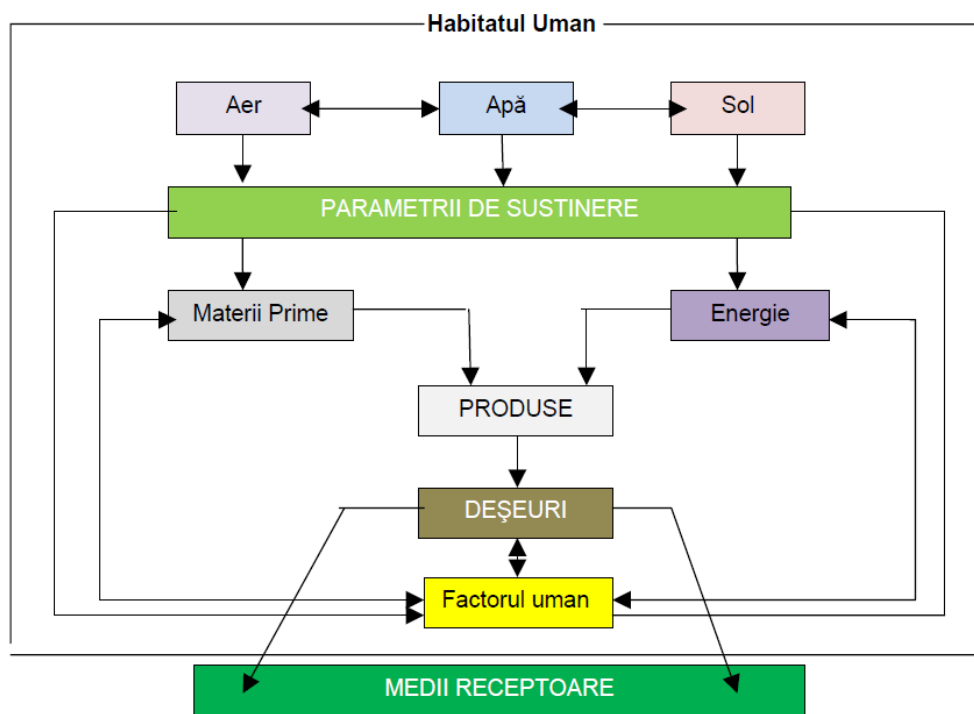 Habitatul Uman
Aer
Apă
Sol
PARAMETRII DE SUSTINERE
Materii Prime
Energie
PRODUSE
DEŞEURI
Factorul uman
MEDII RECEPTOARE